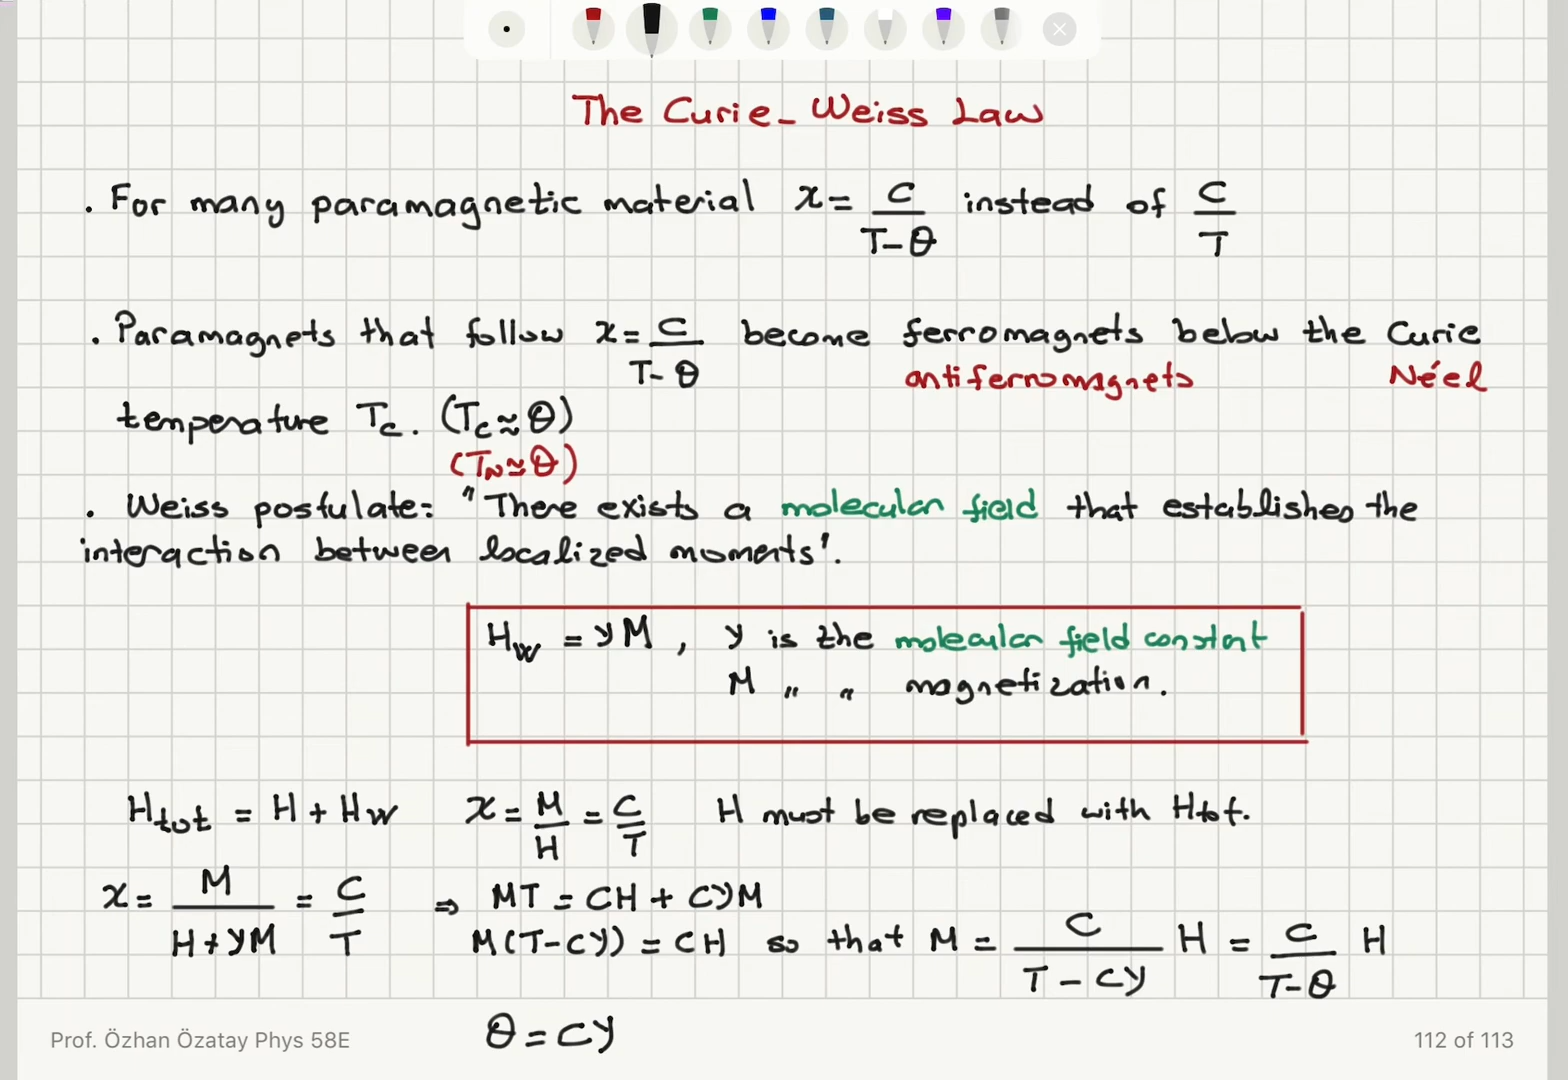 The Curie-Weiss Law
. For many paramagnetic material χ = C/(T-θ) instead of C/T
. Paramagnets that follow χ = C/(T-θ) become ferromagnets below the Curie
antiferromagnets Néel
temperature Tc. (Tc≈θ)
(TN≈θ)
. Weiss postulate: "There exists a molecular field that establishes the
interaction between localized moments".
Hw = γM, γ is the molecular field constant
M " " magnetization.
Htot = H + Hw χ = M/H = C/T H must be replaced with Htot.
χ = M/(H+γM) = C/T ⇒ MT = CH + CγM
M(T-Cγ) = CH so that M = C/(T-Cγ) H = C/(T-θ) H
θ = Cγ
Prof. Özhan Özatay Phys 58E 112 of 113